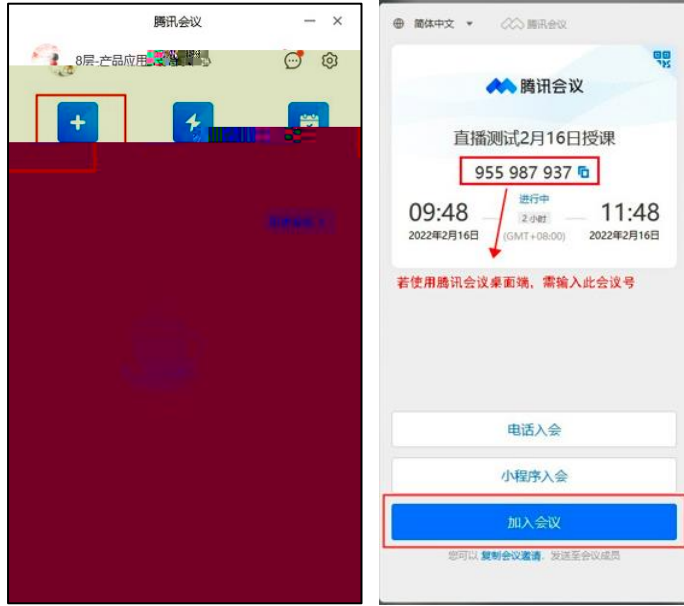 腾讯会议
8层-产品应用
简体中文
腾讯会议
腾讯会议
直播测试2月16日授课
955 987 937
进行中
09:48 2小时 11:48
2022年2月16日 (GMT+08:00) 2022年2月16日
若使用腾讯会议桌面端，需输入此会议号
电话入会
小程序入会
加入会议
您可以 复制会议邀请，发送至会议成员